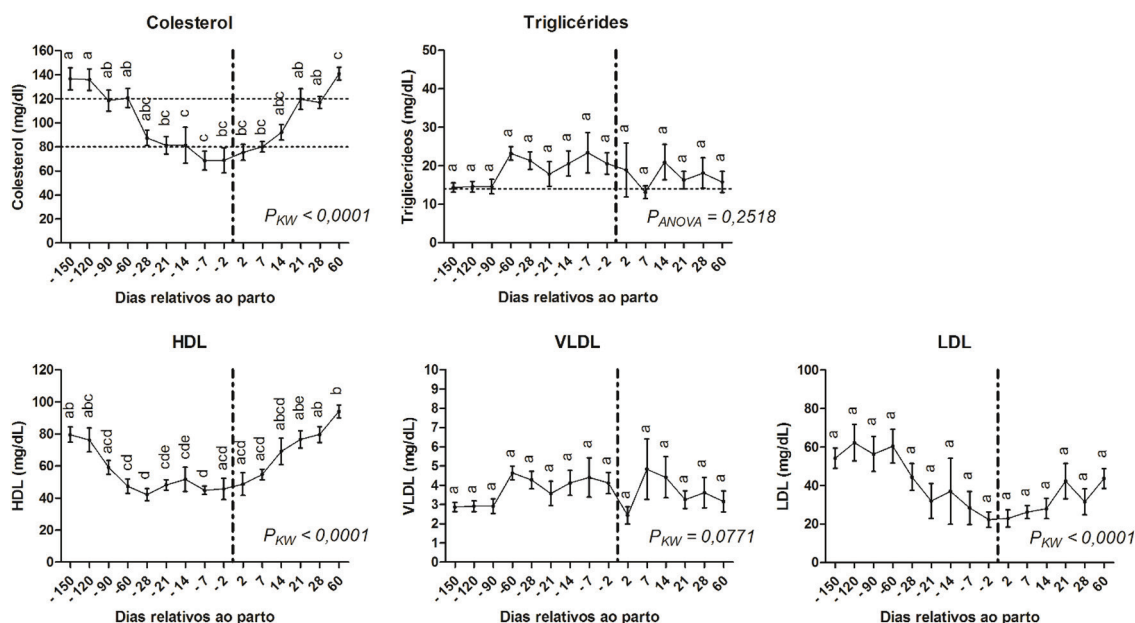 Colesterol
Colesterol (mg/dl)
160
140
120
100
80
60
40
20
0
a a ab ab abc bc c c bc bc bc abc ab ab c
P_KW < 0,0001
- 150 - 120 - 90 -60 - 28 - 21 - 14 - 7 - 2 2 7 14 21 28 60
Dias relativos ao parto
Triglicérides
Triglicerideos (mg/dL)
50
40
30
20
10
0
a a a a a a a a a a a a a a a
P_ANOVA = 0,2518
- 150 - 120 - 90 -60 - 28 - 21 - 14 - 7 - 2 2 7 14 21 28 60
Dias relativos ao parto
HDL
HDL (mg/dL)
120
100
80
60
40
20
0
ab abc acd cd d cde cde d acd acd acd abcd abe ab b
P_KW < 0,0001
- 150 - 120 - 90 - 60 - 28 - 21 - 14 - 7 - 2 2 7 14 21 28 60
Dias relativos ao parto
VLDL
VLDL (mg/dL)
10
9
8
7
6
5
4
3
2
1
0
a a a a a a a a a a a a a a a
P_KW = 0,0771
- 150 - 120 - 90 -60 - 28 - 21 - 14 - 7 - 2 2 7 14 21 28 60
Dias relativos ao parto
LDL
LDL (mg/dL)
100
80
60
40
20
0
a a a a a a a a a a a a a a a
P_KW < 0,0001
- 150 - 120 - 90 - 60 - 28 - 21 - 14 - 7 - 2 2 7 14 21 28 60
Dias relativos ao parto